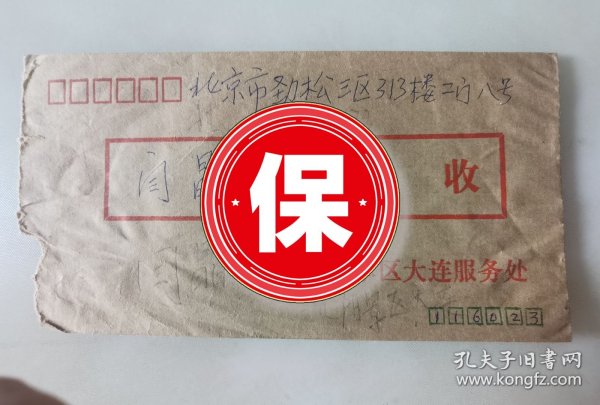 北京市劲松三区313楼二门八号
闫
收
保
区大连服务处
116023
孔夫子旧书网
www.kongfz.com